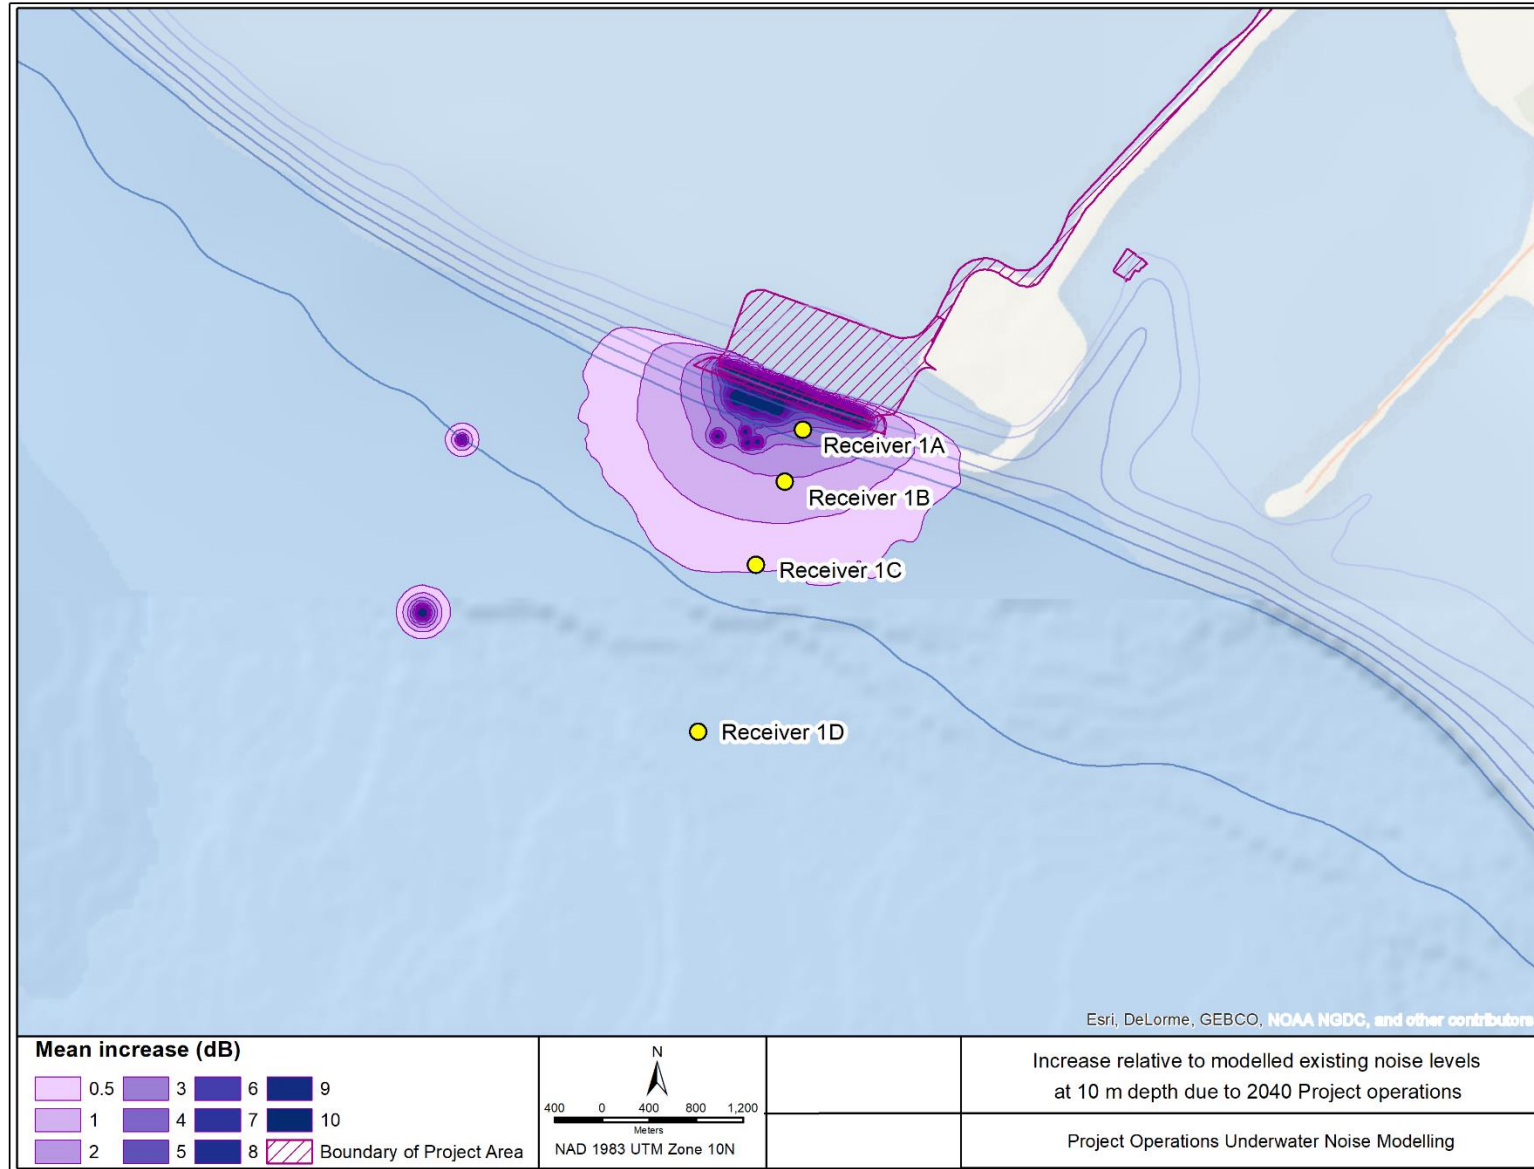 Receiver 1A
Receiver 1B
Receiver 1C
Receiver 1D
Esri, DeLorme, GEBCO, NOAA NGDC, and other contributors
Mean increase (dB)
0.5 3 6 9
1 4 7 10
2 5 8 Boundary of Project Area
N
400 0 400 800 1,200
Meters
NAD 1983 UTM Zone 10N
Increase relative to modelled existing noise levels
at 10 m depth due to 2040 Project operations
Project Operations Underwater Noise Modelling